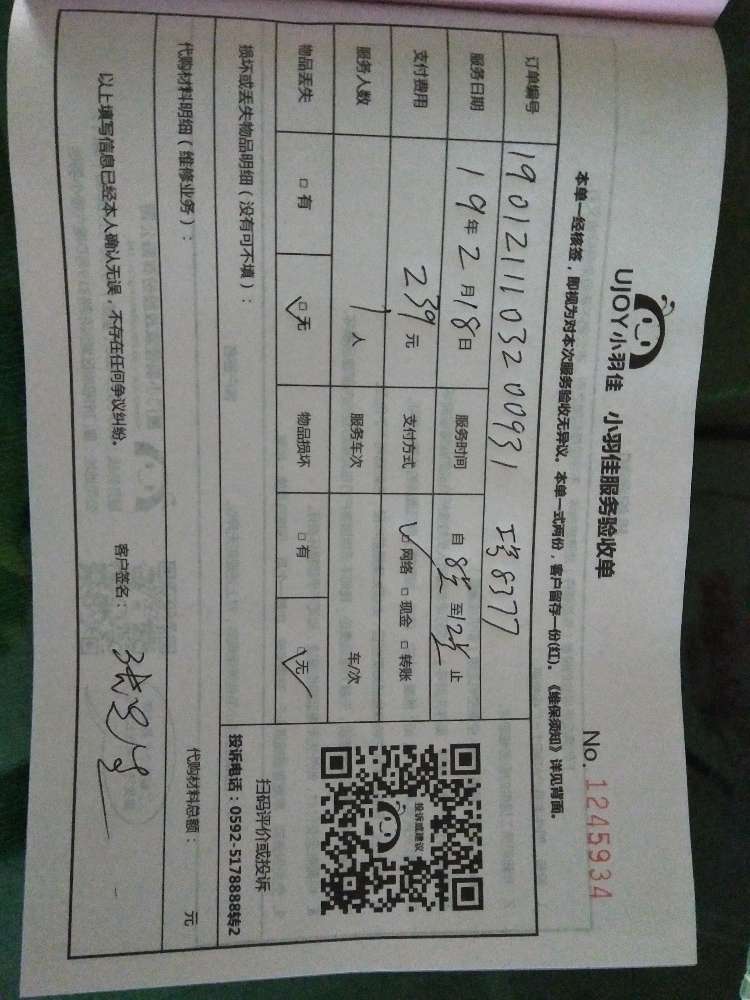 UJOY小羽佳 小羽佳服务验收单
No. 1245934
本单一经核签，即视为对本次服务验收无异议。本单一式两份，客户留存一份(红)。《维保须知》详见背面。
订单编号 1901211103200931 8377
服务日期 19年2月18日 服务时间 自 8 至 12 止
支付费用 239元 支付方式 ☑网络 □现金 □转账
服务人数 1人 服务车次 车/次
物品丢失 □有 ☑无 物品损坏 □有 ☑无
投诉或建议
扫码评价或投诉
投诉电话：0592-5178888转2
损坏或丢失物品明细（没有可不填）：
代购材料明细（维修业务）： 代购材料总额： 元
以上填写信息已经本人确认无误，不存在任何争议纠纷。 客户签名：